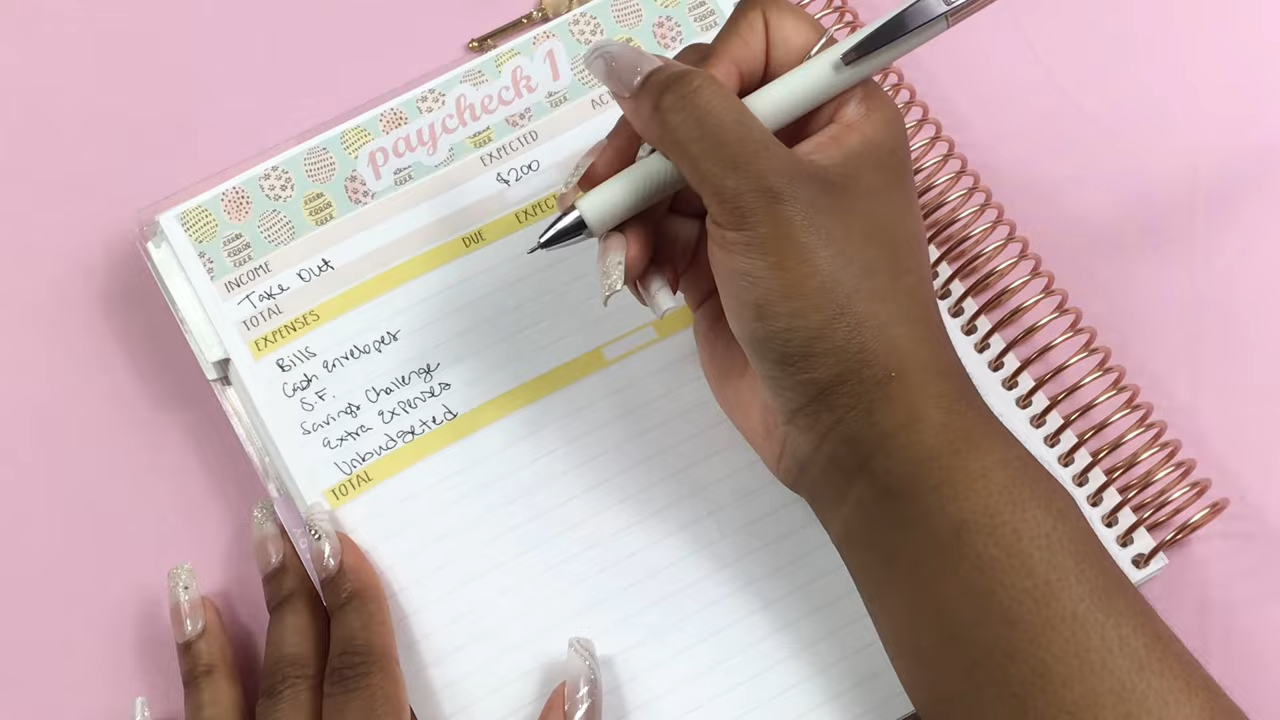 paycheck 1
INCOME EXPECTED ACT
Take Out $200
TOTAL
EXPENSES DUE EXPEC
Bills
Cash Envelopes
S.F.
Savings Challenge
Extra Expenses
Unbudgeted
TOTAL